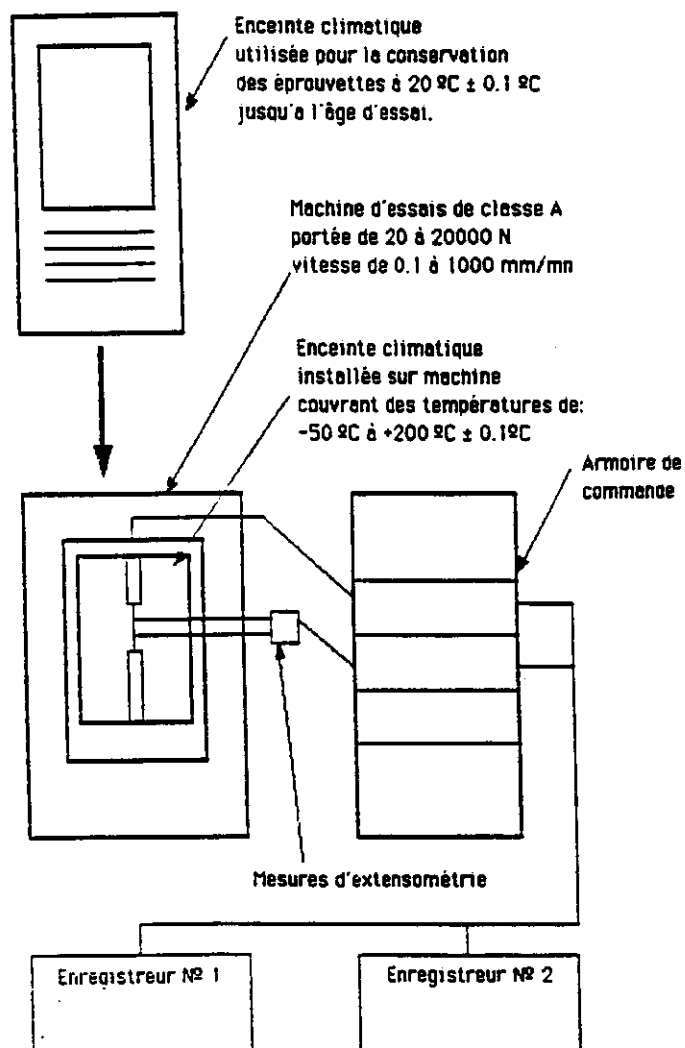 Enceinte climatique
utilisée pour la conservation
des éprouvettes à 20 ºC ± 0.1 ºC
jusqu'a l'âge d'essai.
Machine d'essais de classe A
portée de 20 à 20000 N
vitesse de 0.1 à 1000 mm/mn
Enceinte climatique
installée sur machine
couvrant des températures de:
-50 ºC à +200 ºC ± 0.1ºC
Armoire de
commande
Mesures d'extensométrie
Enregistreur Nº 1
Enregistreur Nº 2